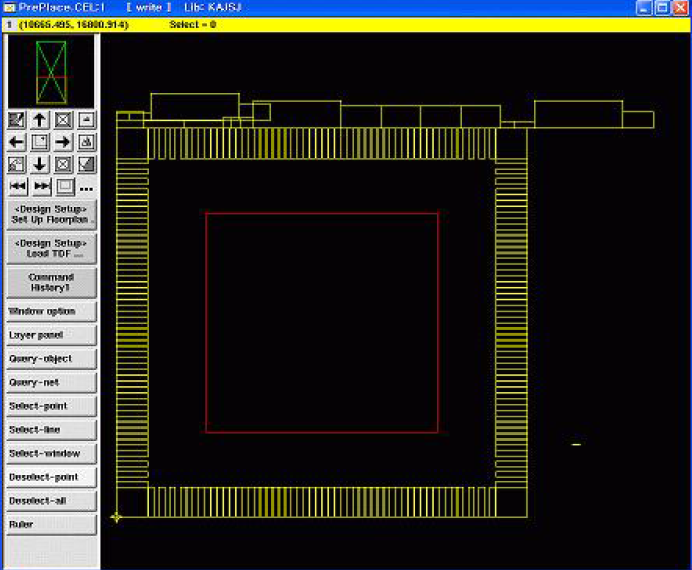 PrePlace.CEL:1 [ write ] Lib: KAJSJ
1 (10665.495, 16800.914) Select = 0
<Design Setup>
Set Up Floorplan .
<Design Setup>
Load TDF ...
Command
History1
Window option
Layer panel
Query-object
Query-net
Select-point
Select-line
Select-window
Deselect-point
Deselect-all
Ruler